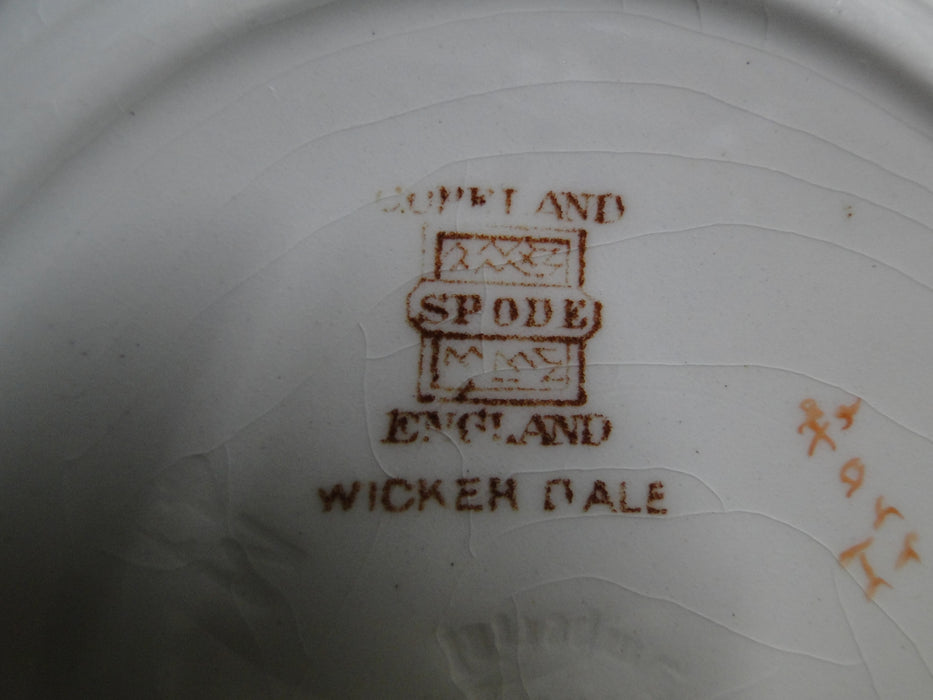 COPELAND
SPODE
ENGLAND
WICKER DALE